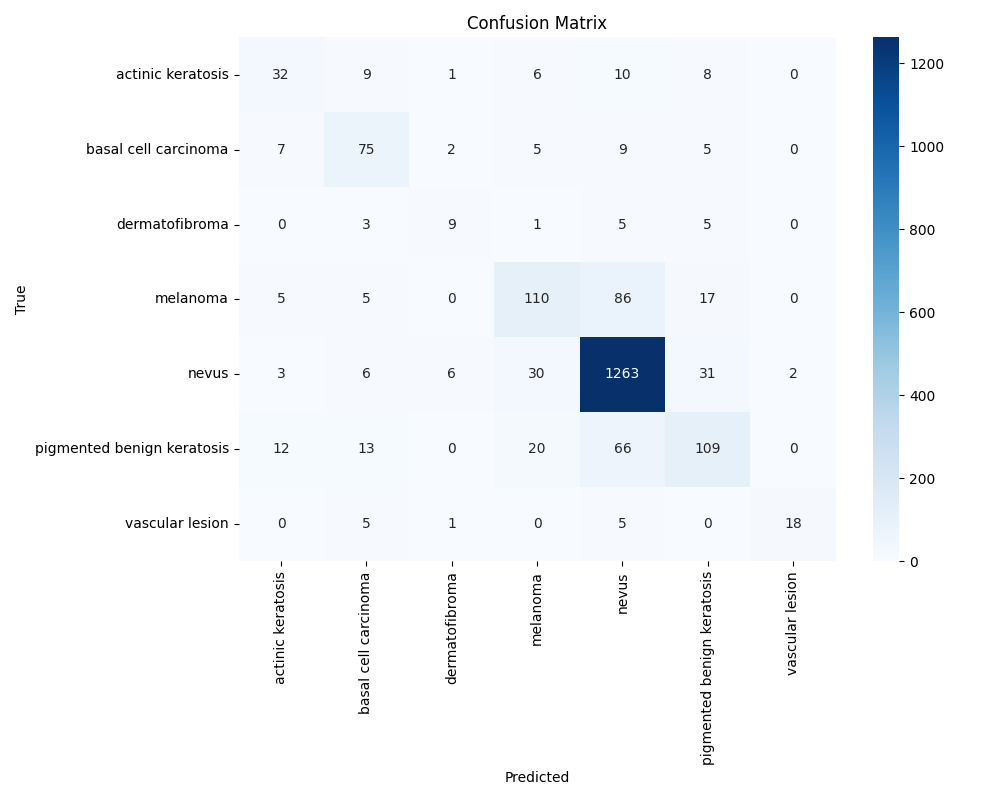 Confusion Matrix
True
actinic keratosis 32 9 1 6 10 8 0
basal cell carcinoma 7 75 2 5 9 5 0
dermatofibroma 0 3 9 1 5 5 0
melanoma 5 5 0 110 86 17 0
nevus 3 6 6 30 1263 31 2
pigmented benign keratosis 12 13 0 20 66 109 0
vascular lesion 0 5 1 0 5 0 18
actinic keratosis
basal cell carcinoma
dermatofibroma
melanoma
nevus
pigmented benign keratosis
vascular lesion
Predicted
1200
1000
800
600
400
200
0